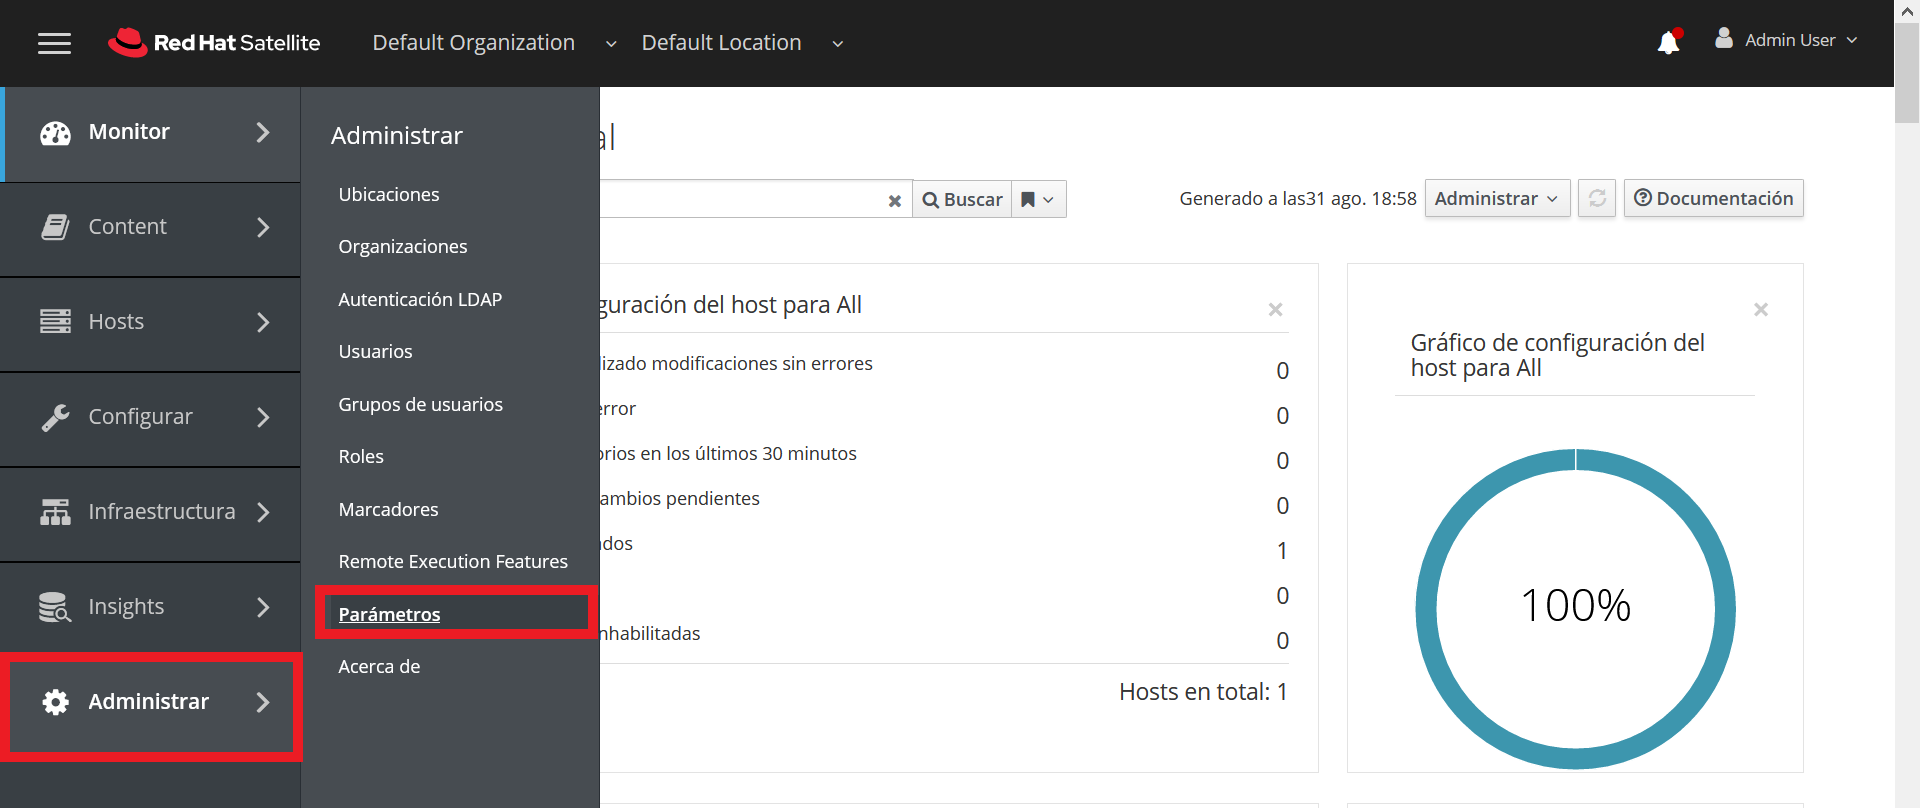 Red Hat Satellite Default Organization Default Location Admin User
Monitor
Content
Hosts
Configurar
Infraestructura
Insights
Administrar
Administrar
Ubicaciones
Organizaciones
Autenticación LDAP
Usuarios
Grupos de usuarios
Roles
Marcadores
Remote Execution Features
Parámetros
Acerca de
al
Buscar
Generado a las31 ago. 18:58 Administrar Documentación
guración del host para All
lizado modificaciones sin errores 0
error 0
orios en los últimos 30 minutos 0
ambios pendientes 0
ados 1
0
nhabilitadas 0
Hosts en total: 1
Gráfico de configuración del
host para All
100%